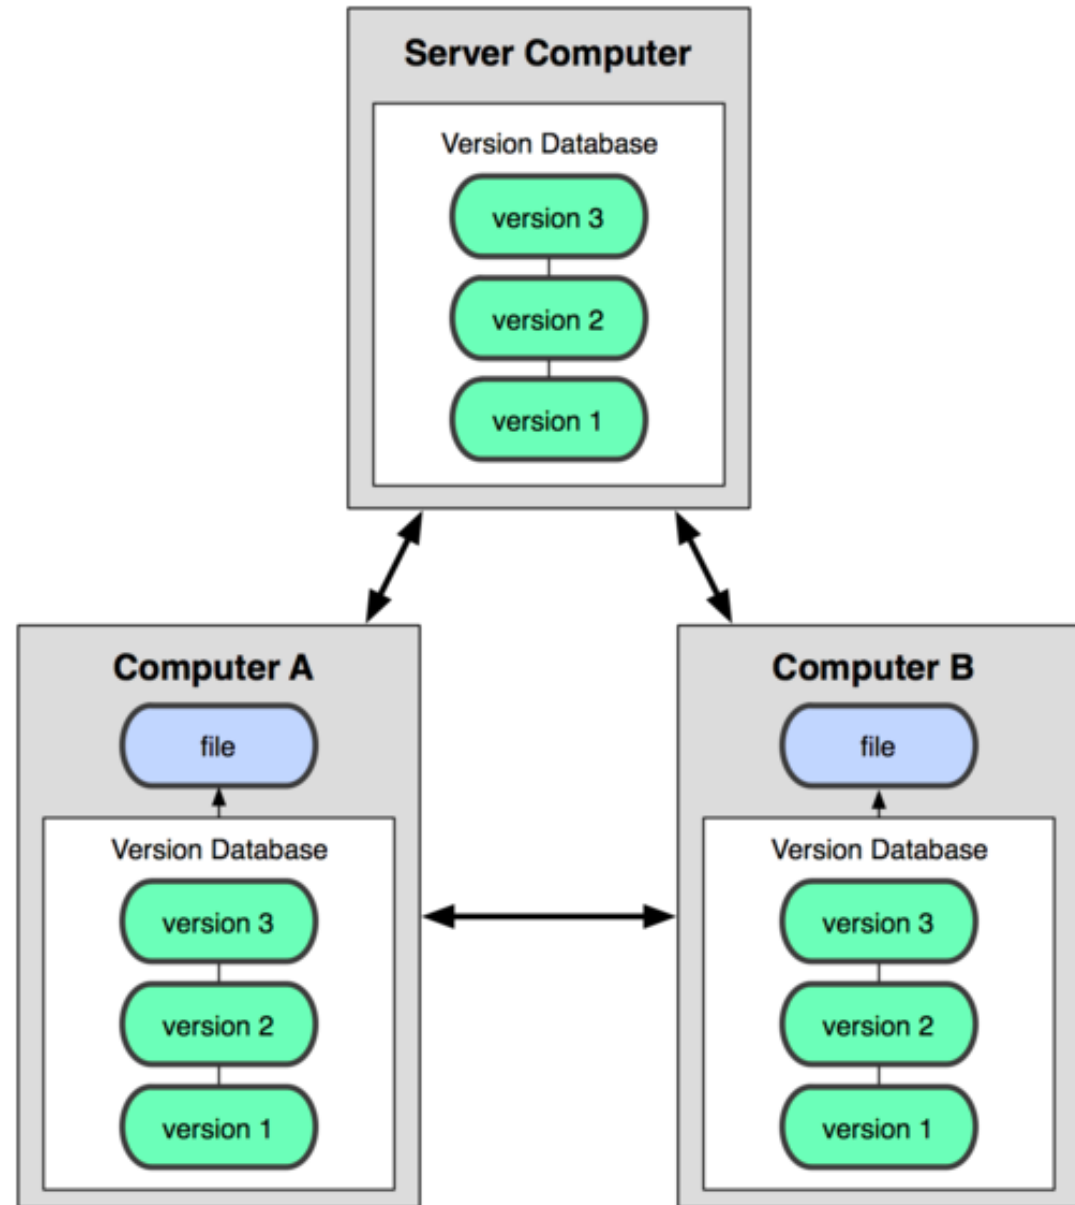 Server Computer
Version Database
version 3
version 2
version 1
Computer A
file
Version Database
version 3
version 2
version 1
Computer B
file
Version Database
version 3
version 2
version 1